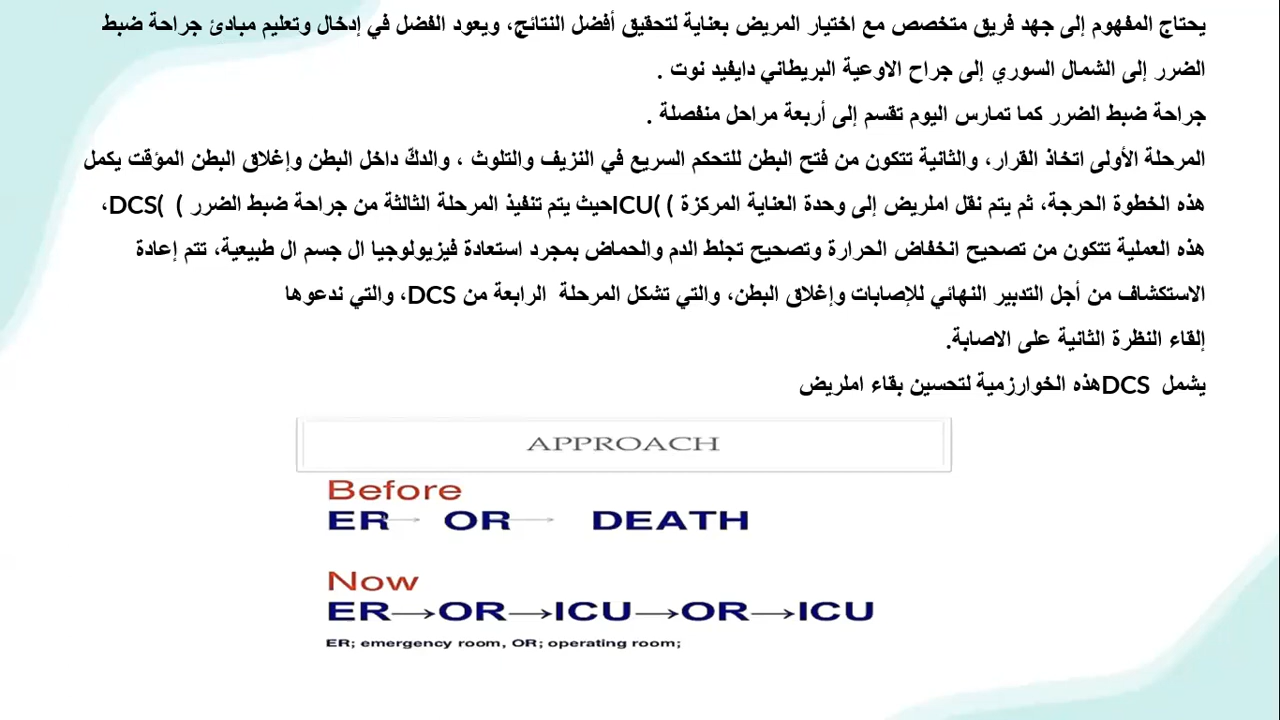 يحتاج المفهوم إلى جهد فريق متخصص مع اختيار المريض بعناية لتحقيق أفضل النتائج، ويعود الفضل في إدخال وتعليم مبادئ جراحة ضبط
الضرر إلى الشمال السوري إلى جراح الاوعية البريطاني دايفيد نوت .
جراحة ضبط الضرر كما تمارس اليوم تقسم إلى أربعة مراحل منفصلة .
المرحلة الأولى اتخاذ القرار، والثانية تتكون من فتح البطن للتحكم السريع في النزيف والتلوث ، والدكّ داخل البطن وإغلاق البطن المؤقت يكمل
هذه الخطوة الحرجة، ثم يتم نقل املريض إلى وحدة العناية المركزة ) )ICUحيث يتم تنفيذ المرحلة الثالثة من جراحة ضبط الضرر ) )DCS،
هذه العملية تتكون من تصحيح انخفاض الحرارة وتصحيح تجلط الدم والحماض بمجرد استعادة فيزيولوجيا ال جسم ال طبيعية، تتم إعادة
الاستكشاف من أجل التدبير النهائي للإصابات وإغلاق البطن، والتي تشكل المرحلة الرابعة من DCS، والتي ندعوها
إلقاء النظرة الثانية على الاصابة.
يشمل DCSهذه الخوارزمية لتحسين بقاء املريض
APPROACH
Before
ER→ OR→ DEATH
Now
ER→OR→ICU→OR→ICU
ER; emergency room, OR; operating room;